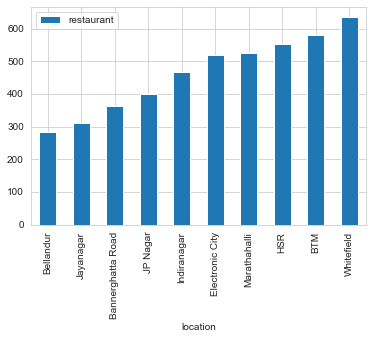 restaurant
600
500
400
300
200
100
0
Bellandur
Jayanagar
Bannerghatta Road
JP Nagar
Indiranagar
Electronic City
Marathahalli
HSR
BTM
Whitefield
location